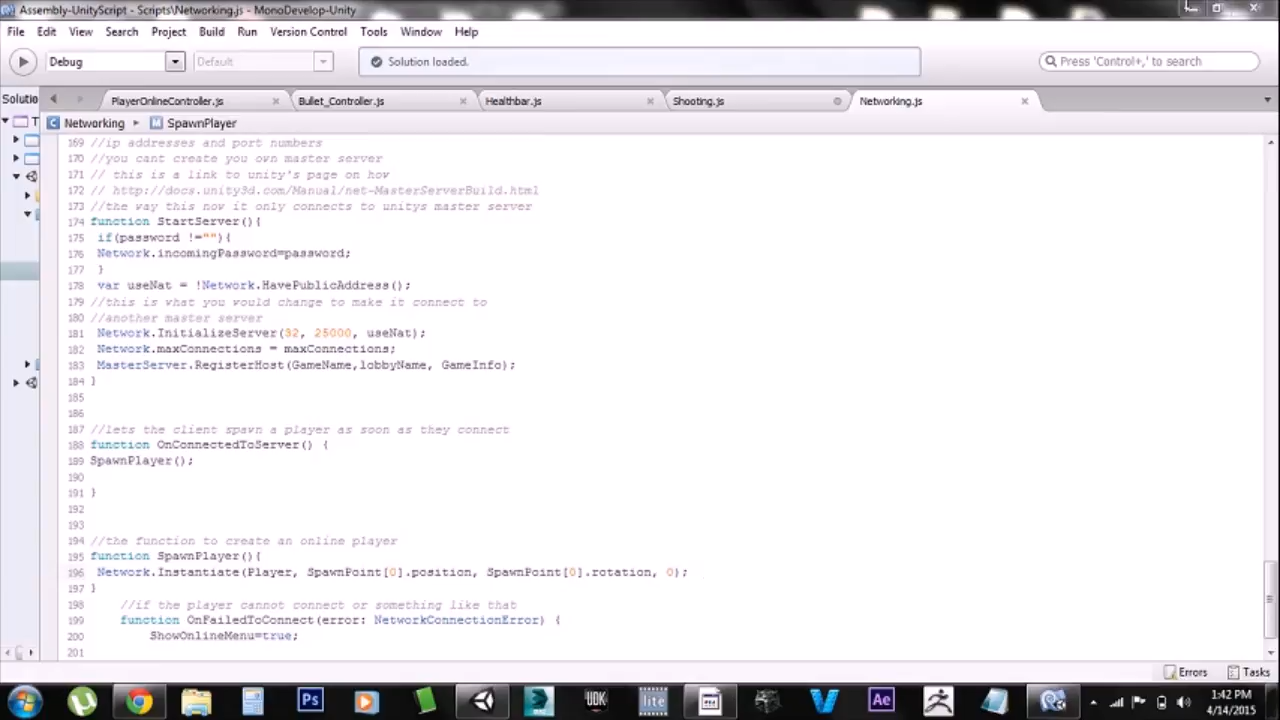 Assembly-UnityScript - Scripts\Networking.js - MonoDevelop-Unity
File Edit View Search Project Build Run Version Control Tools Window Help
Debug Default Solution loaded. Press 'Control+,' to search
Solutio PlayerOnlineController.js Bullet_Controller.js Healthbar.js Shooting.js Networking.js
C Networking M SpawnPlayer
T
169 //ip addresses and port numbers
170 //you cant create you own master server
171 // this is a link to unity's page on how
172 // http://docs.unity3d.com/Manual/net-MasterServerBuild.html
173 //the way this now it only connects to unitys master server
174 function StartServer(){
175 if(password !=""){
176 Network.incomingPassword=password;
177 }
178 var useNat = !Network.HavePublicAddress();
179 //this is what you would change to make it connect to
180 //another master server
181 Network.InitializeServer(32, 25000, useNat);
182 Network.maxConnections = maxConnections;
183 MasterServer.RegisterHost(GameName,lobbyName, GameInfo);
184 }
185
186
187 //lets the client spawn a player as soon as they connect
188 function OnConnectedToServer() {
189 SpawnPlayer();
190
191 }
192
193
194 //the function to create an online player
195 function SpawnPlayer(){
196 Network.Instantiate(Player, SpawnPoint[0].position, SpawnPoint[0].rotation, 0);
197 }
198 //if the player cannot connect or something like that
199 function OnFailedToConnect(error: NetworkConnectionError) {
200 ShowOnlineMenu=true;
201
Errors Tasks
Ps UDK lite Ae
1:42 PM
4/14/2015